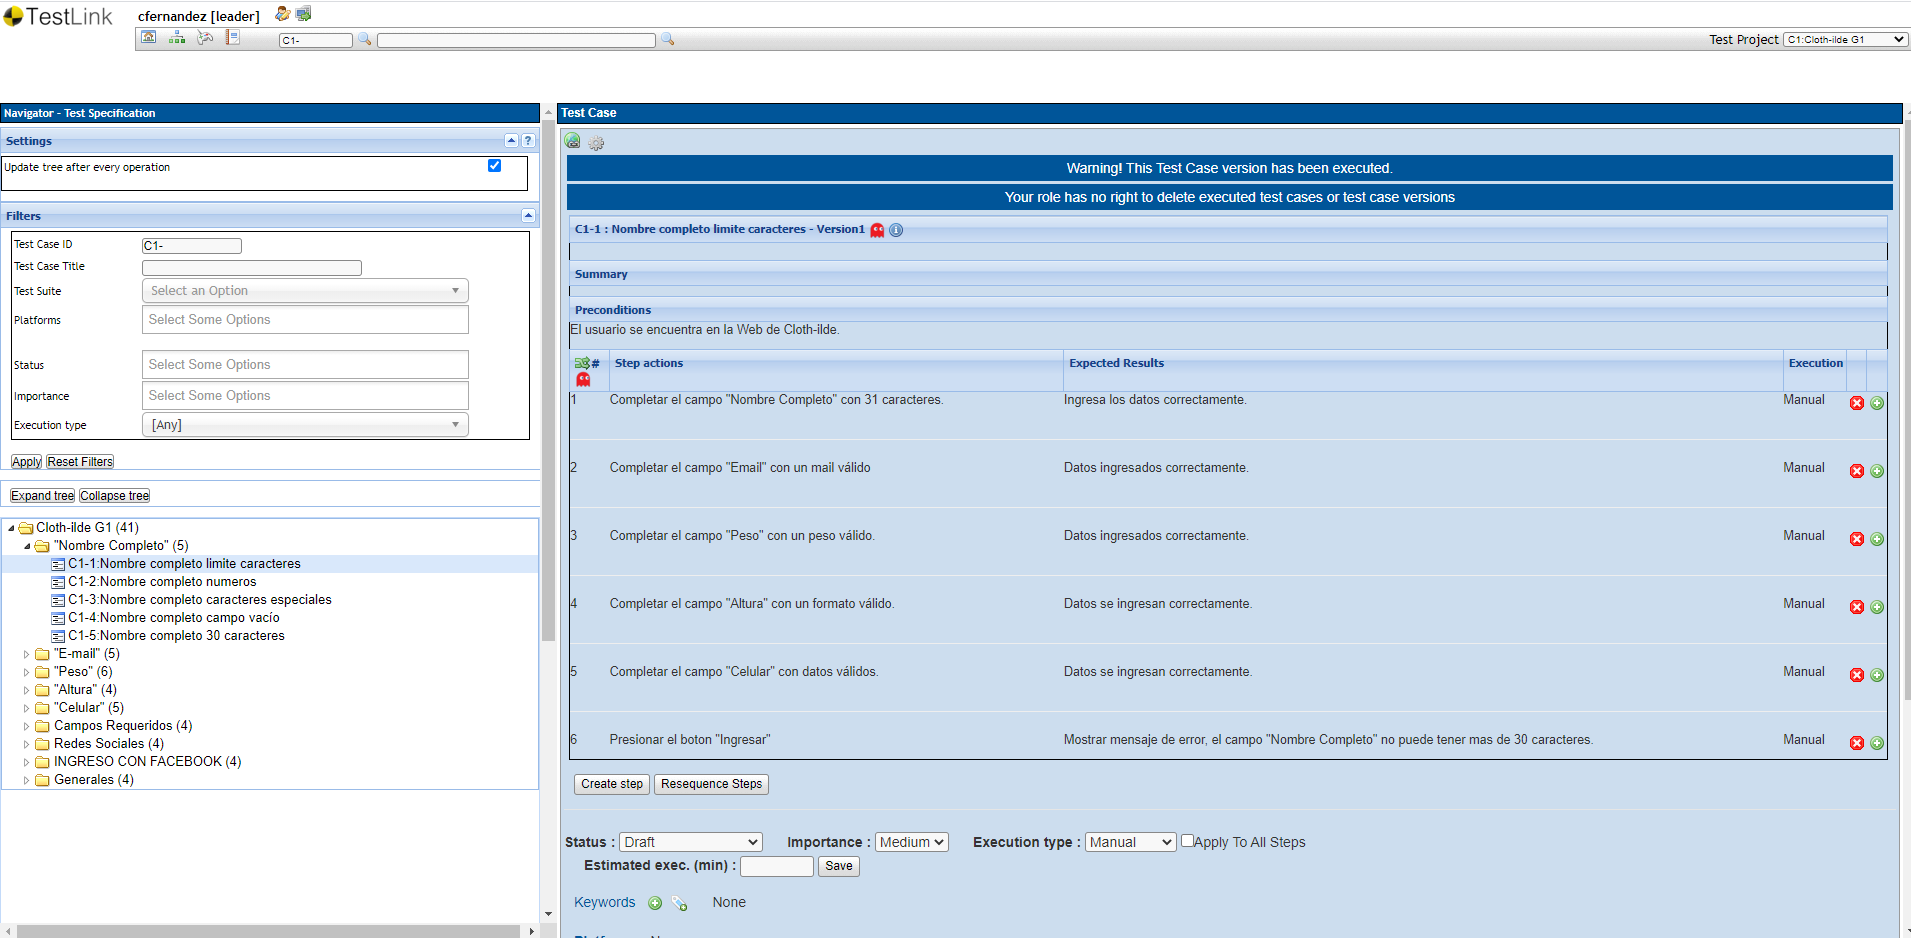 TestLink
cfernandez [leader]
C1-
Test Project C1:Cloth-ilde G1
Navigator - Test Specification
Settings
Update tree after every operation
Filters
Test Case ID C1-
Test Case Title
Test Suite Select an Option
Platforms Select Some Options
Status Select Some Options
Importance Select Some Options
Execution type [Any]
Apply Reset Filters
Expand tree Collapse tree
Cloth-ilde G1 (41)
"Nombre Completo" (5)
C1-1:Nombre completo limite caracteres
C1-2:Nombre completo numeros
C1-3:Nombre completo caracteres especiales
C1-4:Nombre completo campo vacío
C1-5:Nombre completo 30 caracteres
"E-mail" (5)
"Peso" (6)
"Altura" (4)
"Celular" (5)
Campos Requeridos (4)
Redes Sociales (4)
INGRESO CON FACEBOOK (4)
Generales (4)
Test Case
Warning! This Test Case version has been executed.
Your role has no right to delete executed test cases or test case versions
C1-1 : Nombre completo limite caracteres - Version1
Summary
Preconditions
El usuario se encuentra en la Web de Cloth-ilde.
# Step actions Expected Results Execution
1 Completar el campo "Nombre Completo" con 31 caracteres. Ingresa los datos correctamente. Manual
2 Completar el campo "Email" con un mail válido Datos ingresados correctamente. Manual
3 Completar el campo "Peso" con un peso válido. Datos ingresados correctamente. Manual
4 Completar el campo "Altura" con un formato válido. Datos se ingresan correctamente. Manual
5 Completar el campo "Celular" con datos válidos. Datos se ingresan correctamente. Manual
6 Presionar el boton "Ingresar" Mostrar mensaje de error, el campo "Nombre Completo" no puede tener mas de 30 caracteres. Manual
Create step Resequence Steps
Status : Draft Importance : Medium Execution type : Manual Apply To All Steps
Estimated exec. (min) : Save
Keywords None